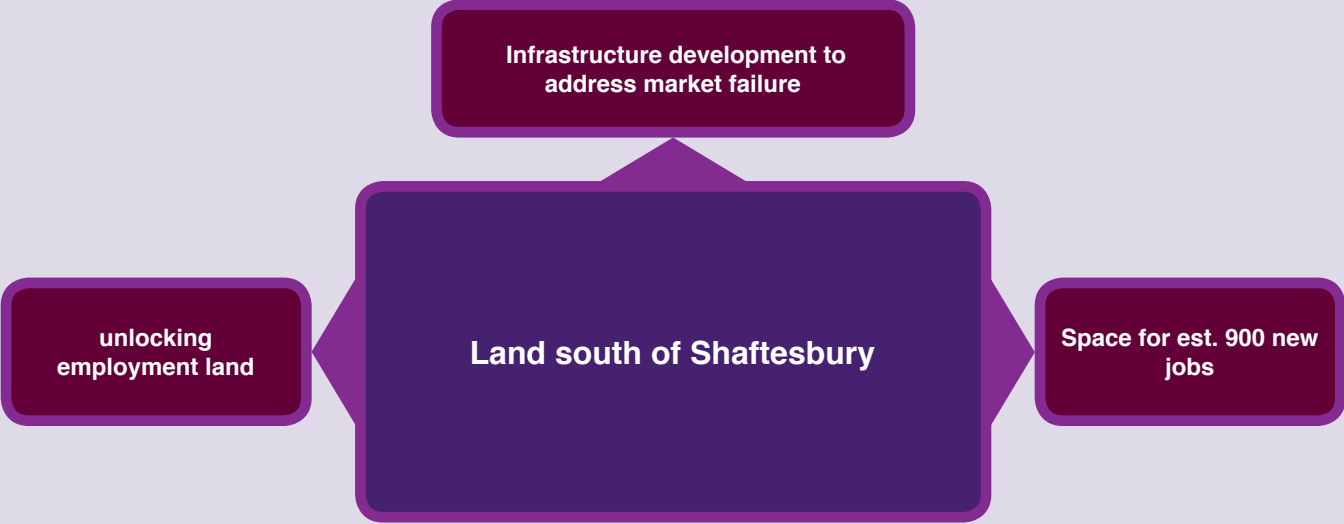 Infrastructure development to
address market failure
unlocking
employment land
Land south of Shaftesbury
Space for est. 900 new
jobs